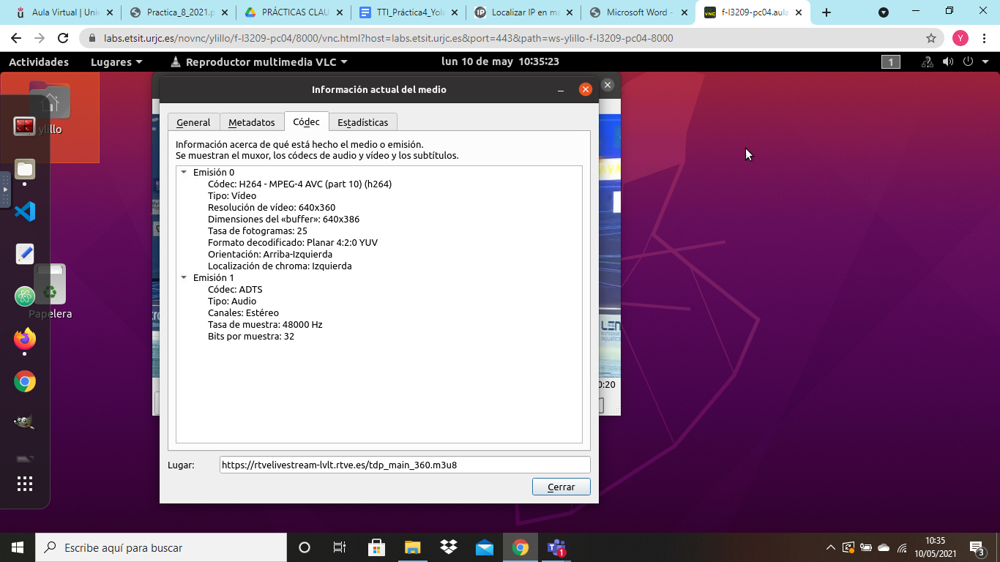 Aula Virtual | Univ
Practica_8_2021.p
PRÁCTICAS CLAU
TTI_Práctica4_Yola
Localizar IP en ma
Microsoft Word -
f-l3209-pc04.aula
labs.etsit.urjc.es/novnc/ylillo/f-l3209-pc04/8000/vnc.html?host=labs.etsit.urjc.es&port=443&path=ws-ylillo-f-l3209-pc04-8000
Y
Actividades
Lugares
Reproductor multimedia VLC
lun 10 de may 10:35:23
1
Información actual del medio
General
Metadatos
Códec
Estadísticas
Información acerca de qué está hecho el medio o emisión.
Se muestran el muxor, los códecs de audio y vídeo y los subtítulos.
Emisión 0
Códec: H264 - MPEG-4 AVC (part 10) (h264)
Tipo: Vídeo
Resolución de vídeo: 640x360
Dimensiones del «buffer»: 640x386
Tasa de fotogramas: 25
Formato decodificado: Planar 4:2:0 YUV
Orientación: Arriba-Izquierda
Localización de chroma: Izquierda
Emisión 1
Códec: ADTS
Tipo: Audio
Canales: Estéreo
Tasa de muestra: 48000 Hz
Bits por muestra: 32
Lugar:
https://rtvelivestream-lvlt.rtve.es/tdp_main_360.m3u8
Cerrar
ylillo
Papelera
LEN
0:20
Escribe aquí para buscar
1
10:35
10/05/2021
3